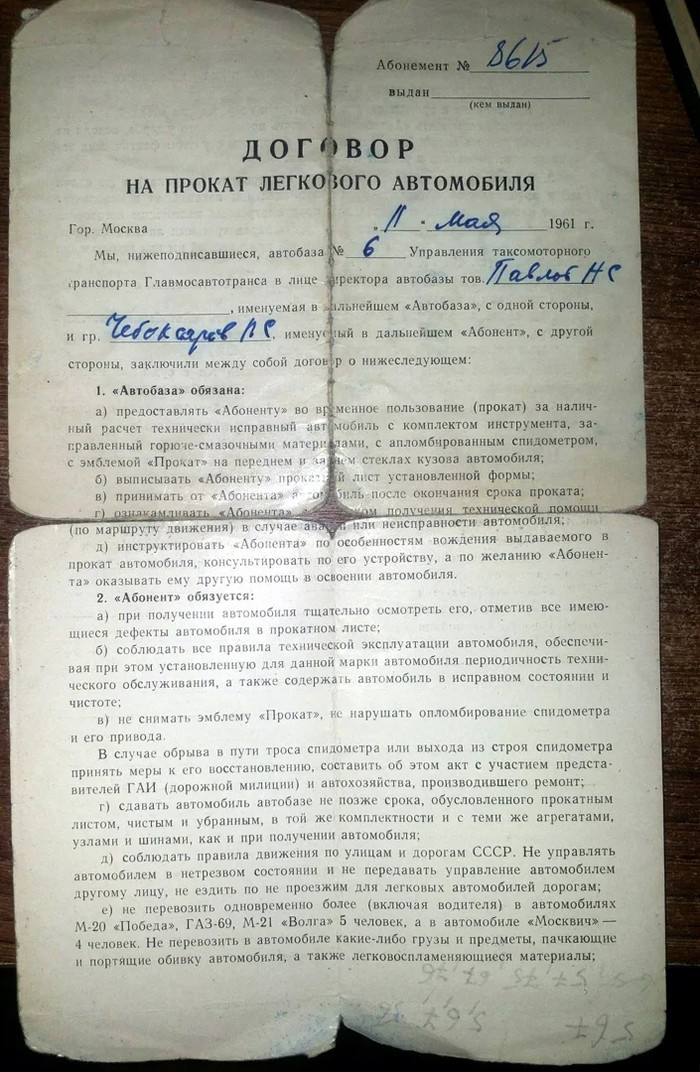 Абонемент № 8615
выдан
(кем выдан)
ДОГОВОР
НА ПРОКАТ ЛЕГКОВОГО АВТОМОБИЛЯ
Гор. Москва „11“ Мая 1961 г.
Мы, нижеподписавшиеся, автобаза № 6 Управления таксомоторного
транспорта Главмосавтотранса в лице директора автобазы тов. Павлов НС
, именуемая в дальнейшем «Автобаза», с одной стороны,
и гр. Чебоксаров , именуемый в дальнейшем «Абонент», с другой
стороны, заключили между собой договор о нижеследующем:
1. «Автобаза» обязана:
а) предоставлять «Абоненту» во временное пользование (прокат) за налич-
ный расчет технически исправный автомобиль с комплектом инструмента, за-
правленный горюче-смазочными материалами, с апломбированным спидометром,
с эмблемой «Прокат» на переднем и заднем стеклах кузова автомобиля;
б) выписывать «Абоненту» прокатный лист установленной формы;
в) принимать от «Абонента» автомобиль после окончания срока проката;
г) ознакамливать «Абонента» с получения технической помощи
(по маршруту движения) в случае аварии или неисправности автомобиля;
д) инструктировать «Абонента» по особенностям вождения выдаваемого в
прокат автомобиля, консультировать по его устройству, а по желанию «Абонен-
та» оказывать ему другую помощь в освоении автомобиля.
2. «Абонент» обязуется:
а) при получении автомобиля тщательно осмотреть его, отметив все имею-
щиеся дефекты автомобиля в прокатном листе;
б) соблюдать все правила технической эксплуатации автомобиля, обеспечи-
вая при этом установленную для данной марки автомобиля периодичность техни-
ческого обслуживания, а также содержать автомобиль в исправном состоянии и
чистоте;
в) не снимать эмблему «Прокат», не нарушать опломбирование спидометра
и его привода.
В случае обрыва в пути троса спидометра или выхода из строя спидометра
принять меры к его восстановлению, составить об этом акт с участием предста-
вителей ГАИ (дорожной милиции) и автохозяйства, производившего ремонт;
г) сдавать автомобиль автобазе не позже срока, обусловленного прокатным
листом, чистым и убранным, в той же комплектности и с теми же агрегатами,
узлами и шинами, как и при получении автомобиля;
д) соблюдать правила движения по улицам и дорогам СССР. Не управлять
автомобилем в нетрезвом состоянии и не передавать управление автомобилем
другому лицу, не ездить по не проезжим для легковых автомобилей дорогам;
е) не перевозить одновременно более (включая водителя) в автомобилях
М-20 «Победа», ГАЗ-69, М-21 «Волга» 5 человек, а в автомобиле «Москвич» —
4 человек. Не перевозить в автомобиле какие-либо грузы и предметы, пачкающие
и портящие обивку автомобиля, а также легковоспламеняющиеся материалы;